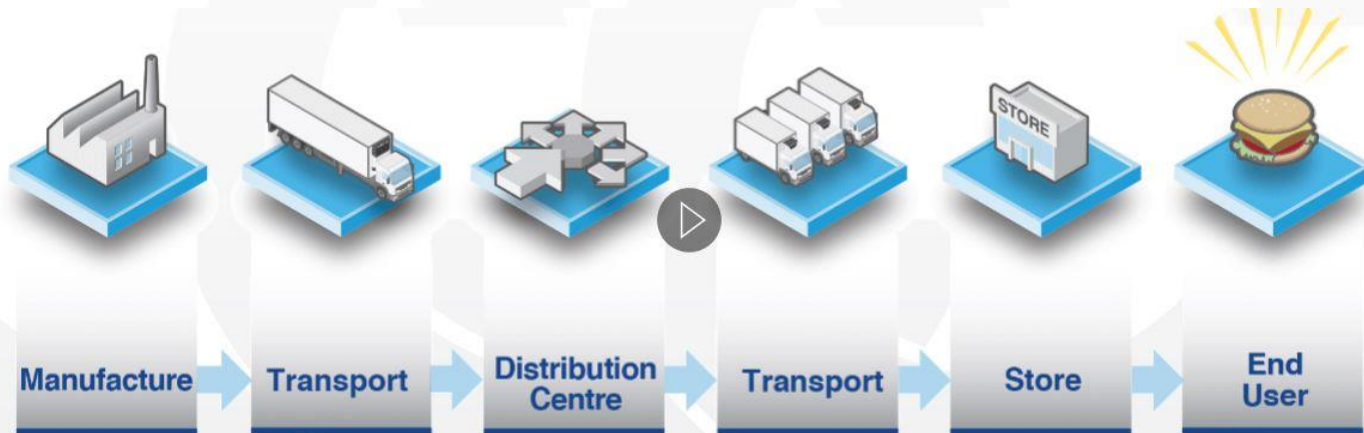 STORE
Manufacture
Transport
Distribution
Centre
Transport
Store
End
User